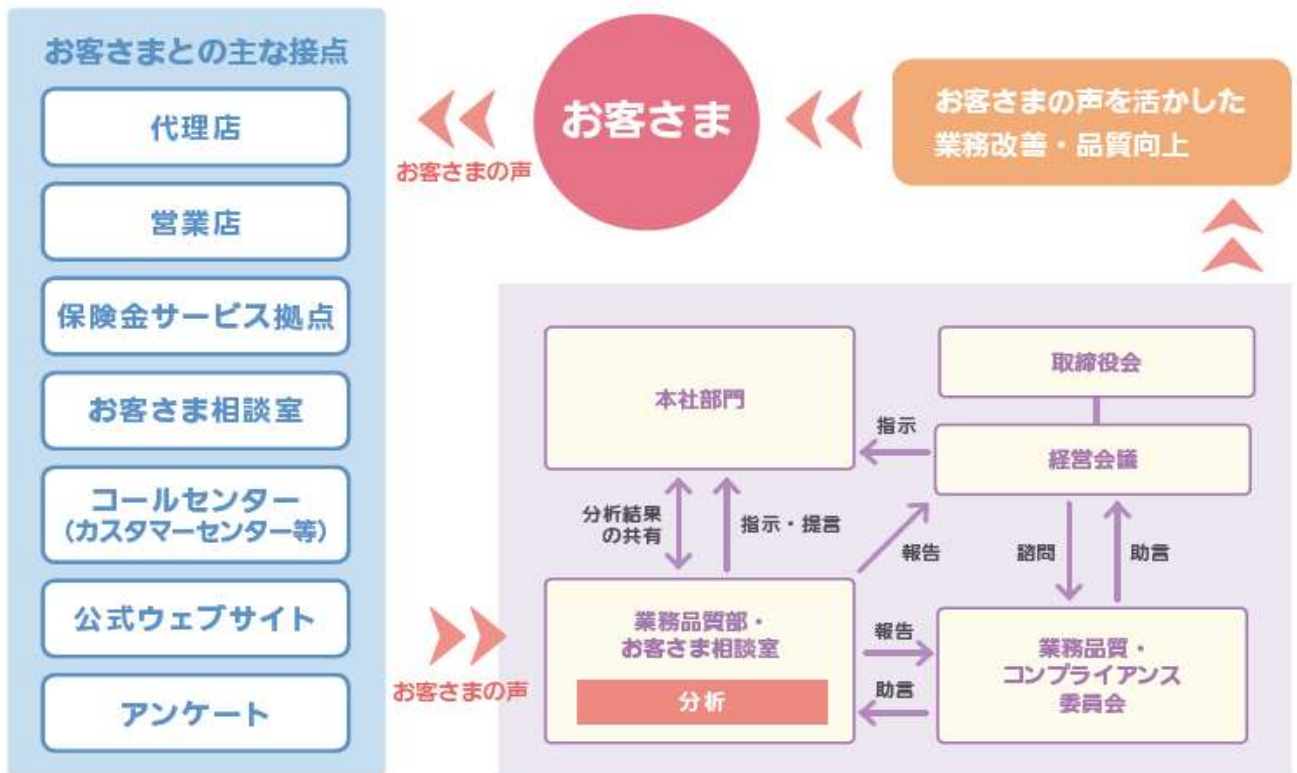 お客さまとの主な接点
代理店
営業店
保険金サービス拠点
お客さま相談室
コールセンター
(カスタマーセンター等)
公式ウェブサイト
アンケート
お客さまの声
お客さま
お客さまの声を活かした
業務改善・品質向上
お客さまの声
本社部門
取締役会
指示
経営会議
分析結果
の共有
指示・提言
報告
諮問
助言
業務品質部・
お客さま相談室
分析
報告
助言
業務品質・
コンプライアンス
委員会